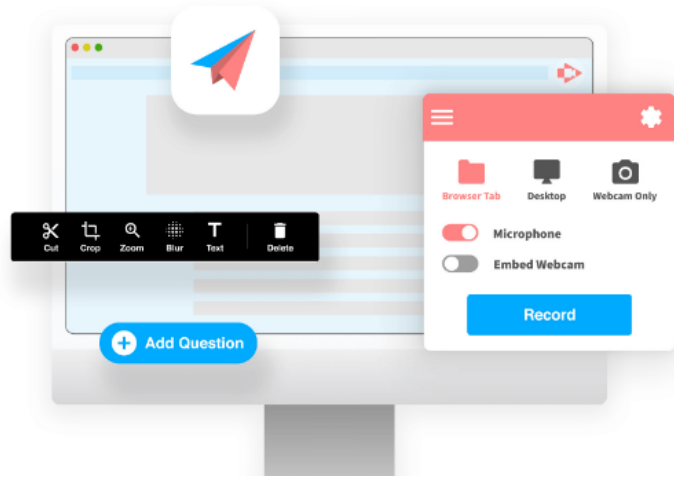 Browser Tab Desktop Webcam Only
Microphone
Embed Webcam
Record
Cut Crop Zoom Blur Text Delete
Add Question